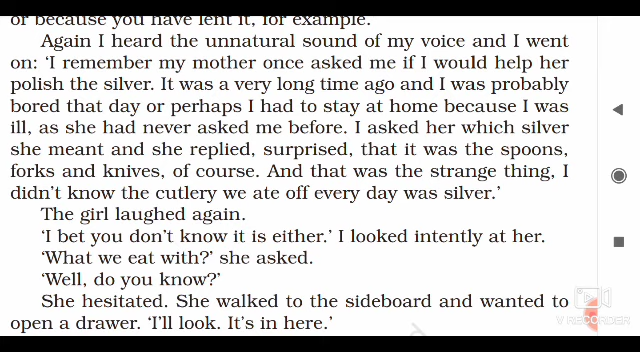 or because you have lent it, for example.
Again I heard the unnatural sound of my voice and I went
on: ‘I remember my mother once asked me if I would help her
polish the silver. It was a very long time ago and I was probably
bored that day or perhaps I had to stay at home because I was
ill, as she had never asked me before. I asked her which silver
she meant and she replied, surprised, that it was the spoons,
forks and knives, of course. And that was the strange thing, I
didn’t know the cutlery we ate off every day was silver.’
The girl laughed again.
‘I bet you don’t know it is either.’ I looked intently at her.
‘What we eat with?’ she asked.
‘Well, do you know?’
She hesitated. She walked to the sideboard and wanted to
open a drawer. ‘I’ll look. It’s in here.’
V RECORDER